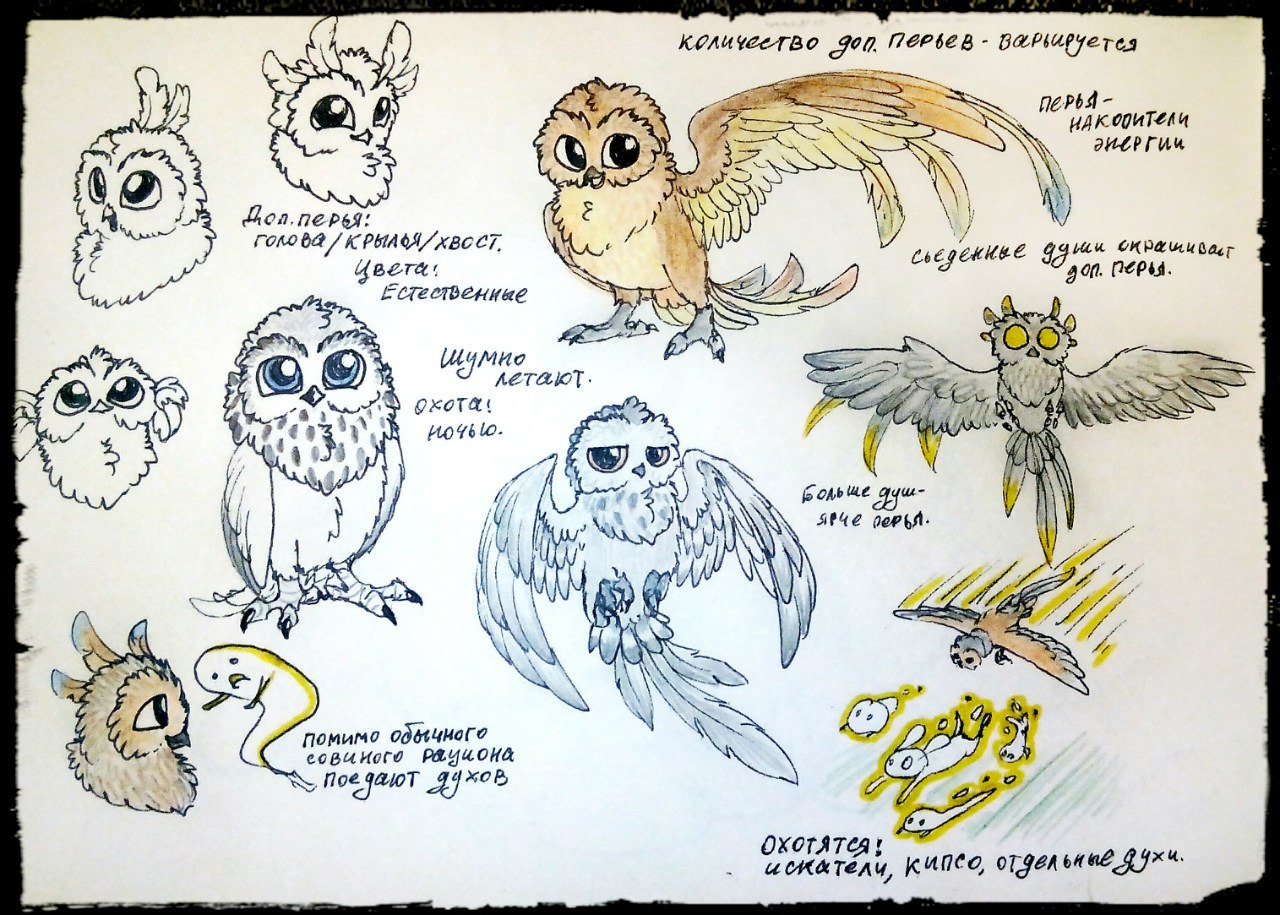 количество доп. перьев - варьируется
перья-
накопители
энергии
Доп. перья:
голова/крылья/хвост.
Цвета:
Естественные
съеденные души окрашивают
доп. перья.
Шумно
летают.
охота:
ночью.
Больше душ-
ярче перья.
помимо обычного
совиного рациона
поедают духов
Охотятся:
искатели, кипсо, отдельные духи.